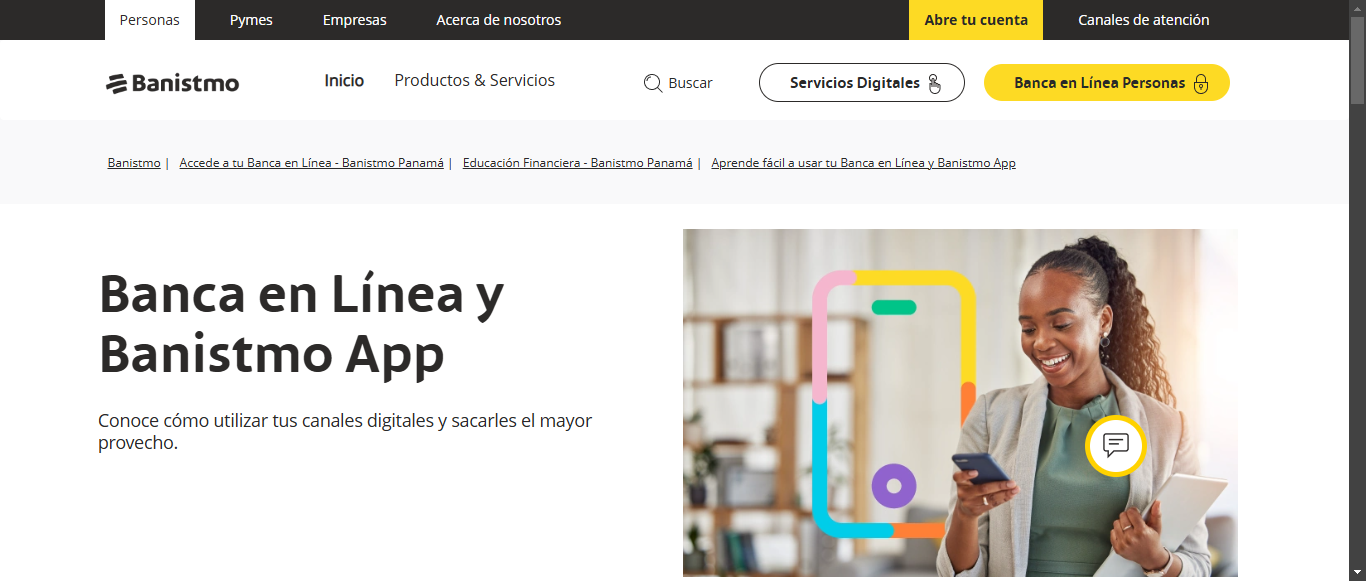 Personas Pymes Empresas Acerca de nosotros Abre tu cuenta Canales de atención
Banistmo Inicio Productos & Servicios Buscar Servicios Digitales Banca en Línea Personas
Banistmo | Accede a tu Banca en Línea - Banistmo Panamá | Educación Financiera - Banistmo Panamá | Aprende fácil a usar tu Banca en Línea y Banistmo App
Banca en Línea y
Banistmo App
Conoce cómo utilizar tus canales digitales y sacarles el mayor
provecho.